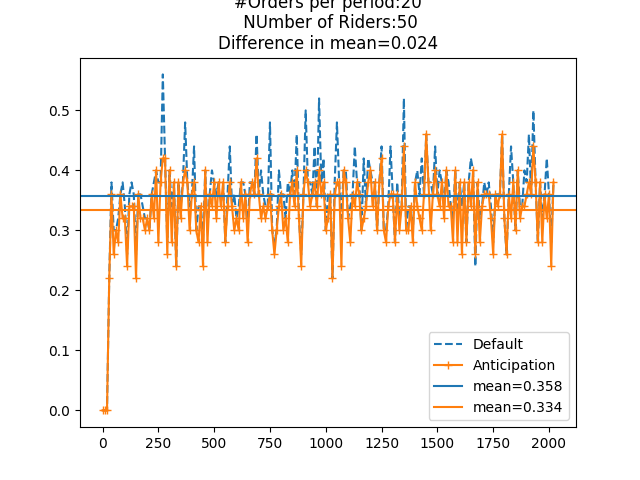 #Orders per period:20
NUmber of Riders:50
Difference in mean=0.024
0.5
0.4
0.3
0.2
0.1
0.0
Default
Anticipation
mean=0.358
mean=0.334
0 250 500 750 1000 1250 1500 1750 2000